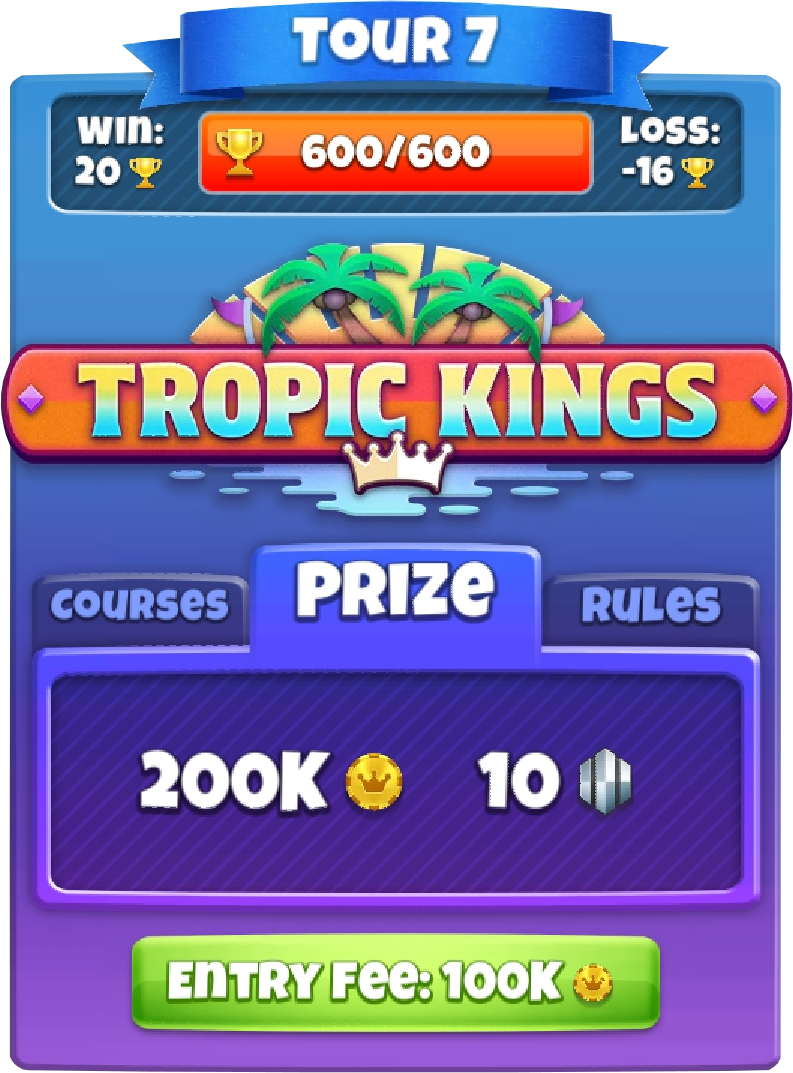 TOUR 7
WIN:
20
600/600
LOSS:
-16
TROPIC KINGS
COURSES
PRIZE
RULES
200K
10
ENTRY FEE: 100K